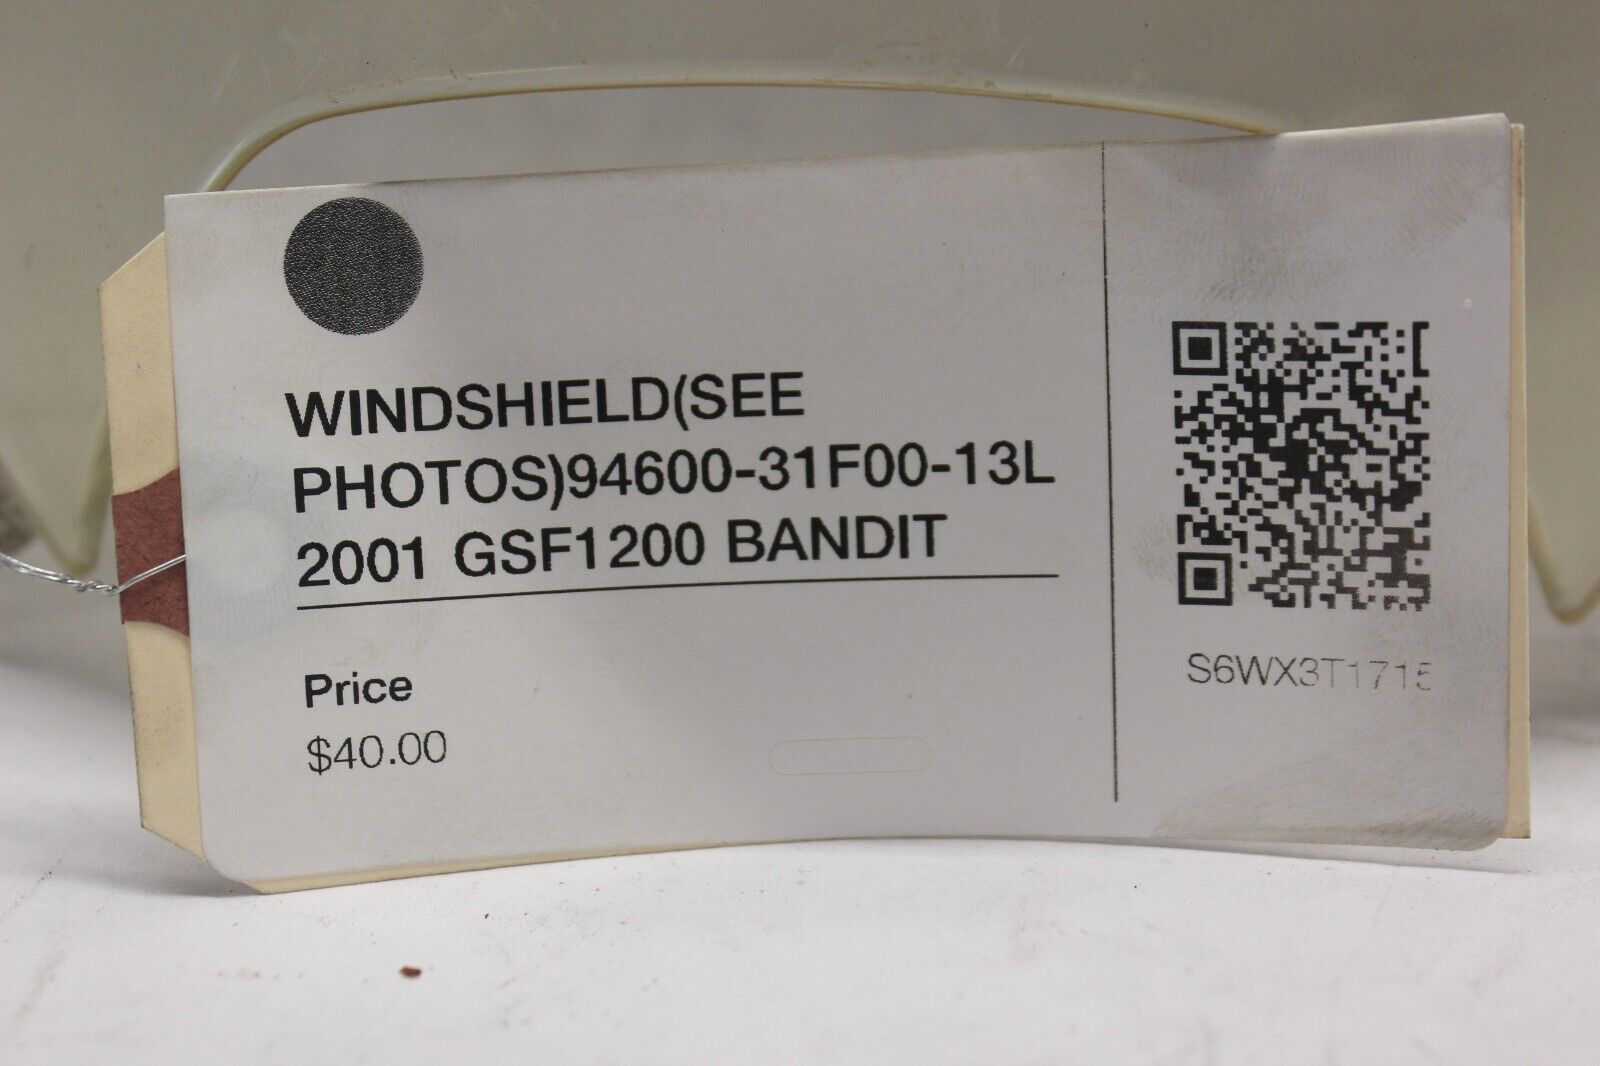 WINDSHIELD(SEE
PHOTOS)94600-31F00-13L
2001 GSF1200 BANDIT
Price
$40.00
S6WX3T1715